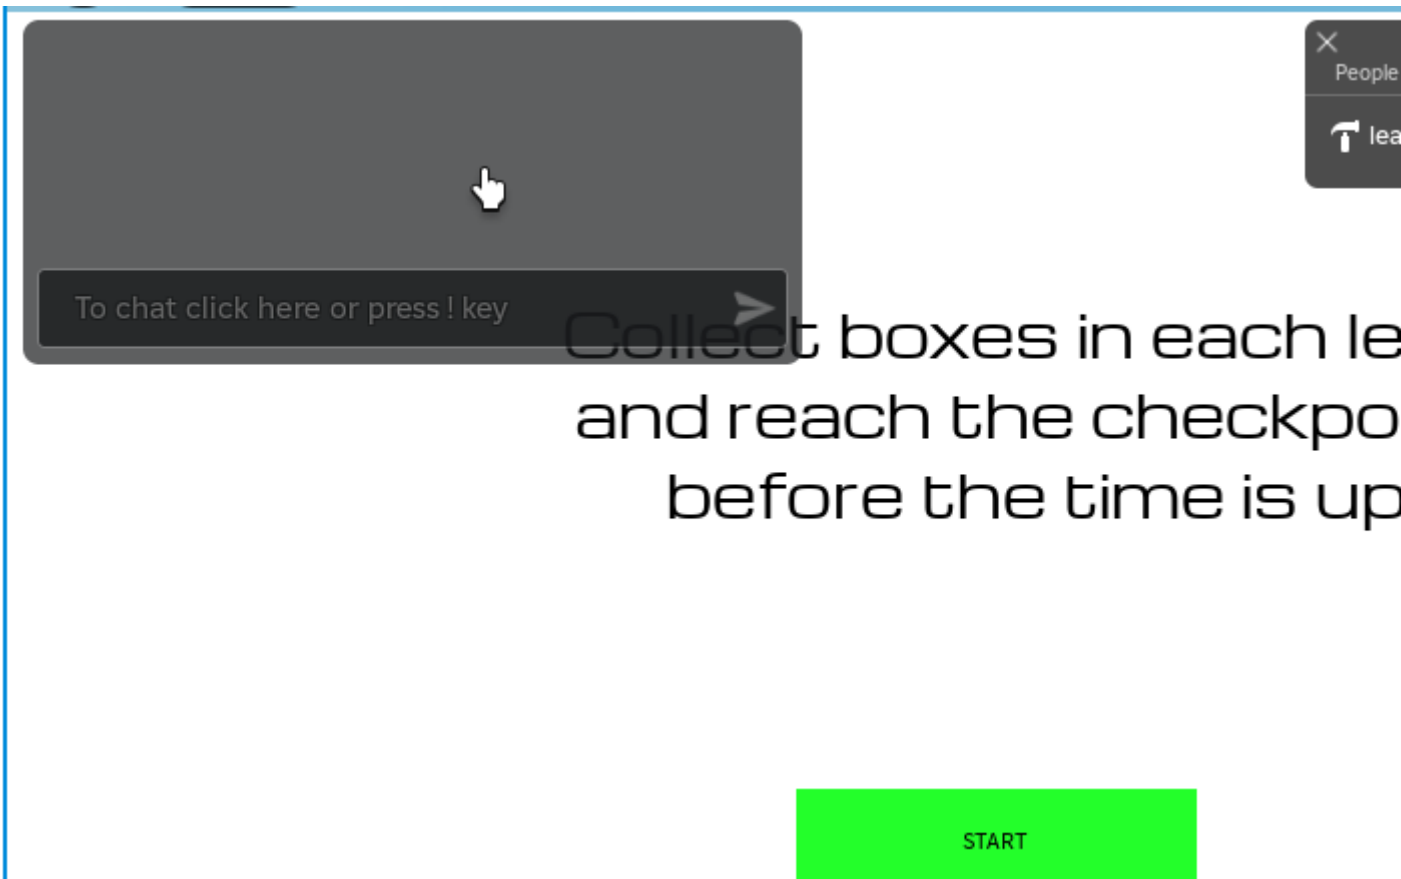 People
To chat click here or press ! key
Collect boxes in each le
and reach the checkpo
before the time is up
START